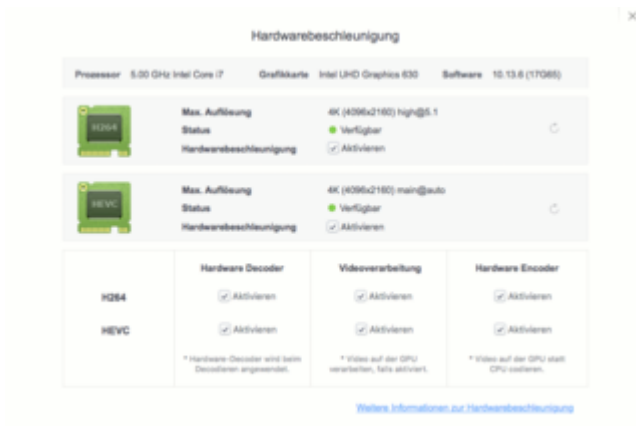 Hardwarebeschleunigung
Prozessor 5.00 GHz Intel Core i7 Grafikkarte Intel UHD Graphics 630 Software 10.13.6 (17G65)
H264
Max. Auflösung 4K (4096x2160) high@5.1
Status Verfügbar
Hardwarebeschleunigung Aktivieren
HEVC
Max. Auflösung 4K (4096x2160) main@auto
Status Verfügbar
Hardwarebeschleunigung Aktivieren
Hardware Decoder Videoverarbeitung Hardware Encoder
H264 Aktivieren Aktivieren Aktivieren
HEVC Aktivieren Aktivieren Aktivieren
* Hardware-Decoder wird beim * Video auf der GPU * Video auf der GPU statt
Decodieren angewendet. verarbeiten, falls aktiviert. CPU codieren.
Weitere Informationen zur Hardwarebeschleunigung